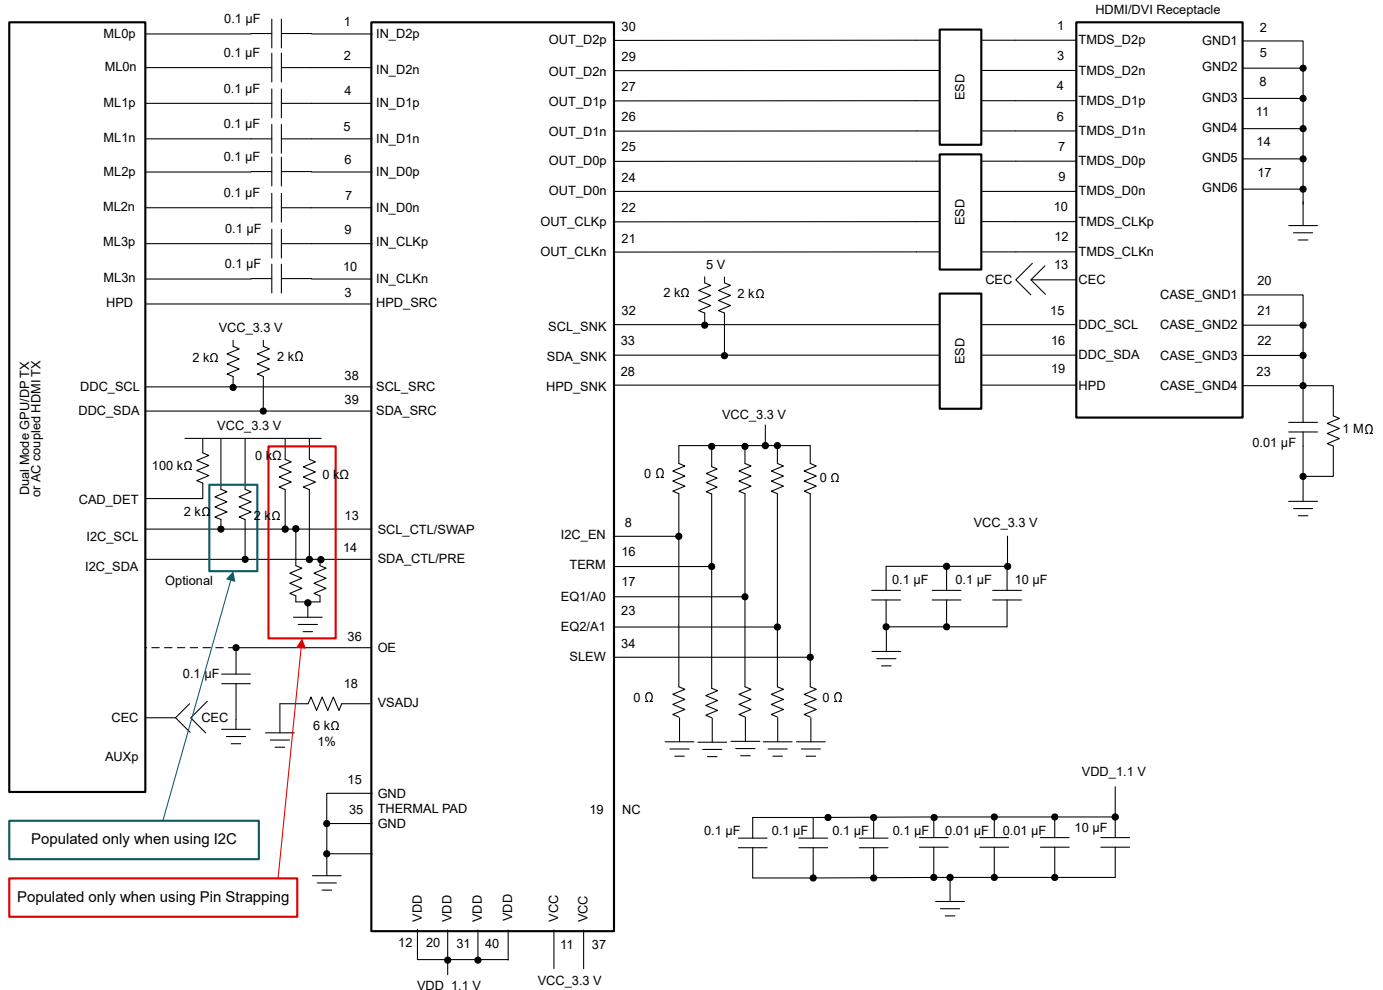 HDMI/DVI Receptacle
ML0p
0.1 µF
1
IN_D2p
ML0n
0.1 µF
2
IN_D2n
ML1p
0.1 µF
4
IN_D1p
ML1n
0.1 µF
5
IN_D1n
ML2p
0.1 µF
6
IN_D0p
ML2n
0.1 µF
7
IN_D0n
ML3p
0.1 µF
9
IN_CLKp
ML3n
0.1 µF
10
IN_CLKn
HPD
3
HPD_SRC
VCC_3.3 V
2 kΩ
2 kΩ
DDC_SCL
38
SCL_SRC
DDC_SDA
39
SDA_SRC
VCC_3.3 V
Dual Mode GPU/DP TX
or AC coupled HDMI TX
100 kΩ
0 kΩ
0 kΩ
CAD_DET
2 kΩ
2 kΩ
I2C_SCL
13
SCL_CTL/SWAP
I2C_SDA
14
SDA_CTL/PRE
Optional
36
OE
0.1 µF
18
VSADJ
CEC
CEC
6 kΩ
1%
AUXp
15
GND
35
THERMAL PAD
GND
Populated only when using I2C
Populated only when using Pin Strapping
VDD
VDD
VDD
VDD
VCC
VCC
12
20
31
40
11
37
VDD_1.1 V
VCC_3.3 V
OUT_D2p
30
OUT_D2n
29
OUT_D1p
27
OUT_D1n
26
OUT_D0p
25
OUT_D0n
24
OUT_CLKp
22
OUT_CLKn
21
5 V
2 kΩ
2 kΩ
SCL_SNK
32
SDA_SNK
33
HPD_SNK
28
ESD
ESD
ESD
1
TMDS_D2p
3
TMDS_D2n
4
TMDS_D1p
6
TMDS_D1n
7
TMDS_D0p
9
TMDS_D0n
10
TMDS_CLKp
12
TMDS_CLKn
CEC
13
CEC
15
DDC_SCL
16
DDC_SDA
19
HPD
GND1
2
GND2
5
GND3
8
GND4
11
GND5
14
GND6
17
CASE_GND1
20
CASE_GND2
21
CASE_GND3
22
CASE_GND4
23
0.01 µF
1 MΩ
VCC_3.3 V
0 Ω
0 Ω
I2C_EN
8
TERM
16
EQ1/A0
17
EQ2/A1
23
SLEW
34
0 Ω
0 Ω
VCC_3.3 V
0.1 µF
0.1 µF
10 µF
19
NC
VDD_1.1 V
0.1 µF
0.1 µF
0.1 µF
0.1 µF
0.01 µF
0.01 µF
10 µF